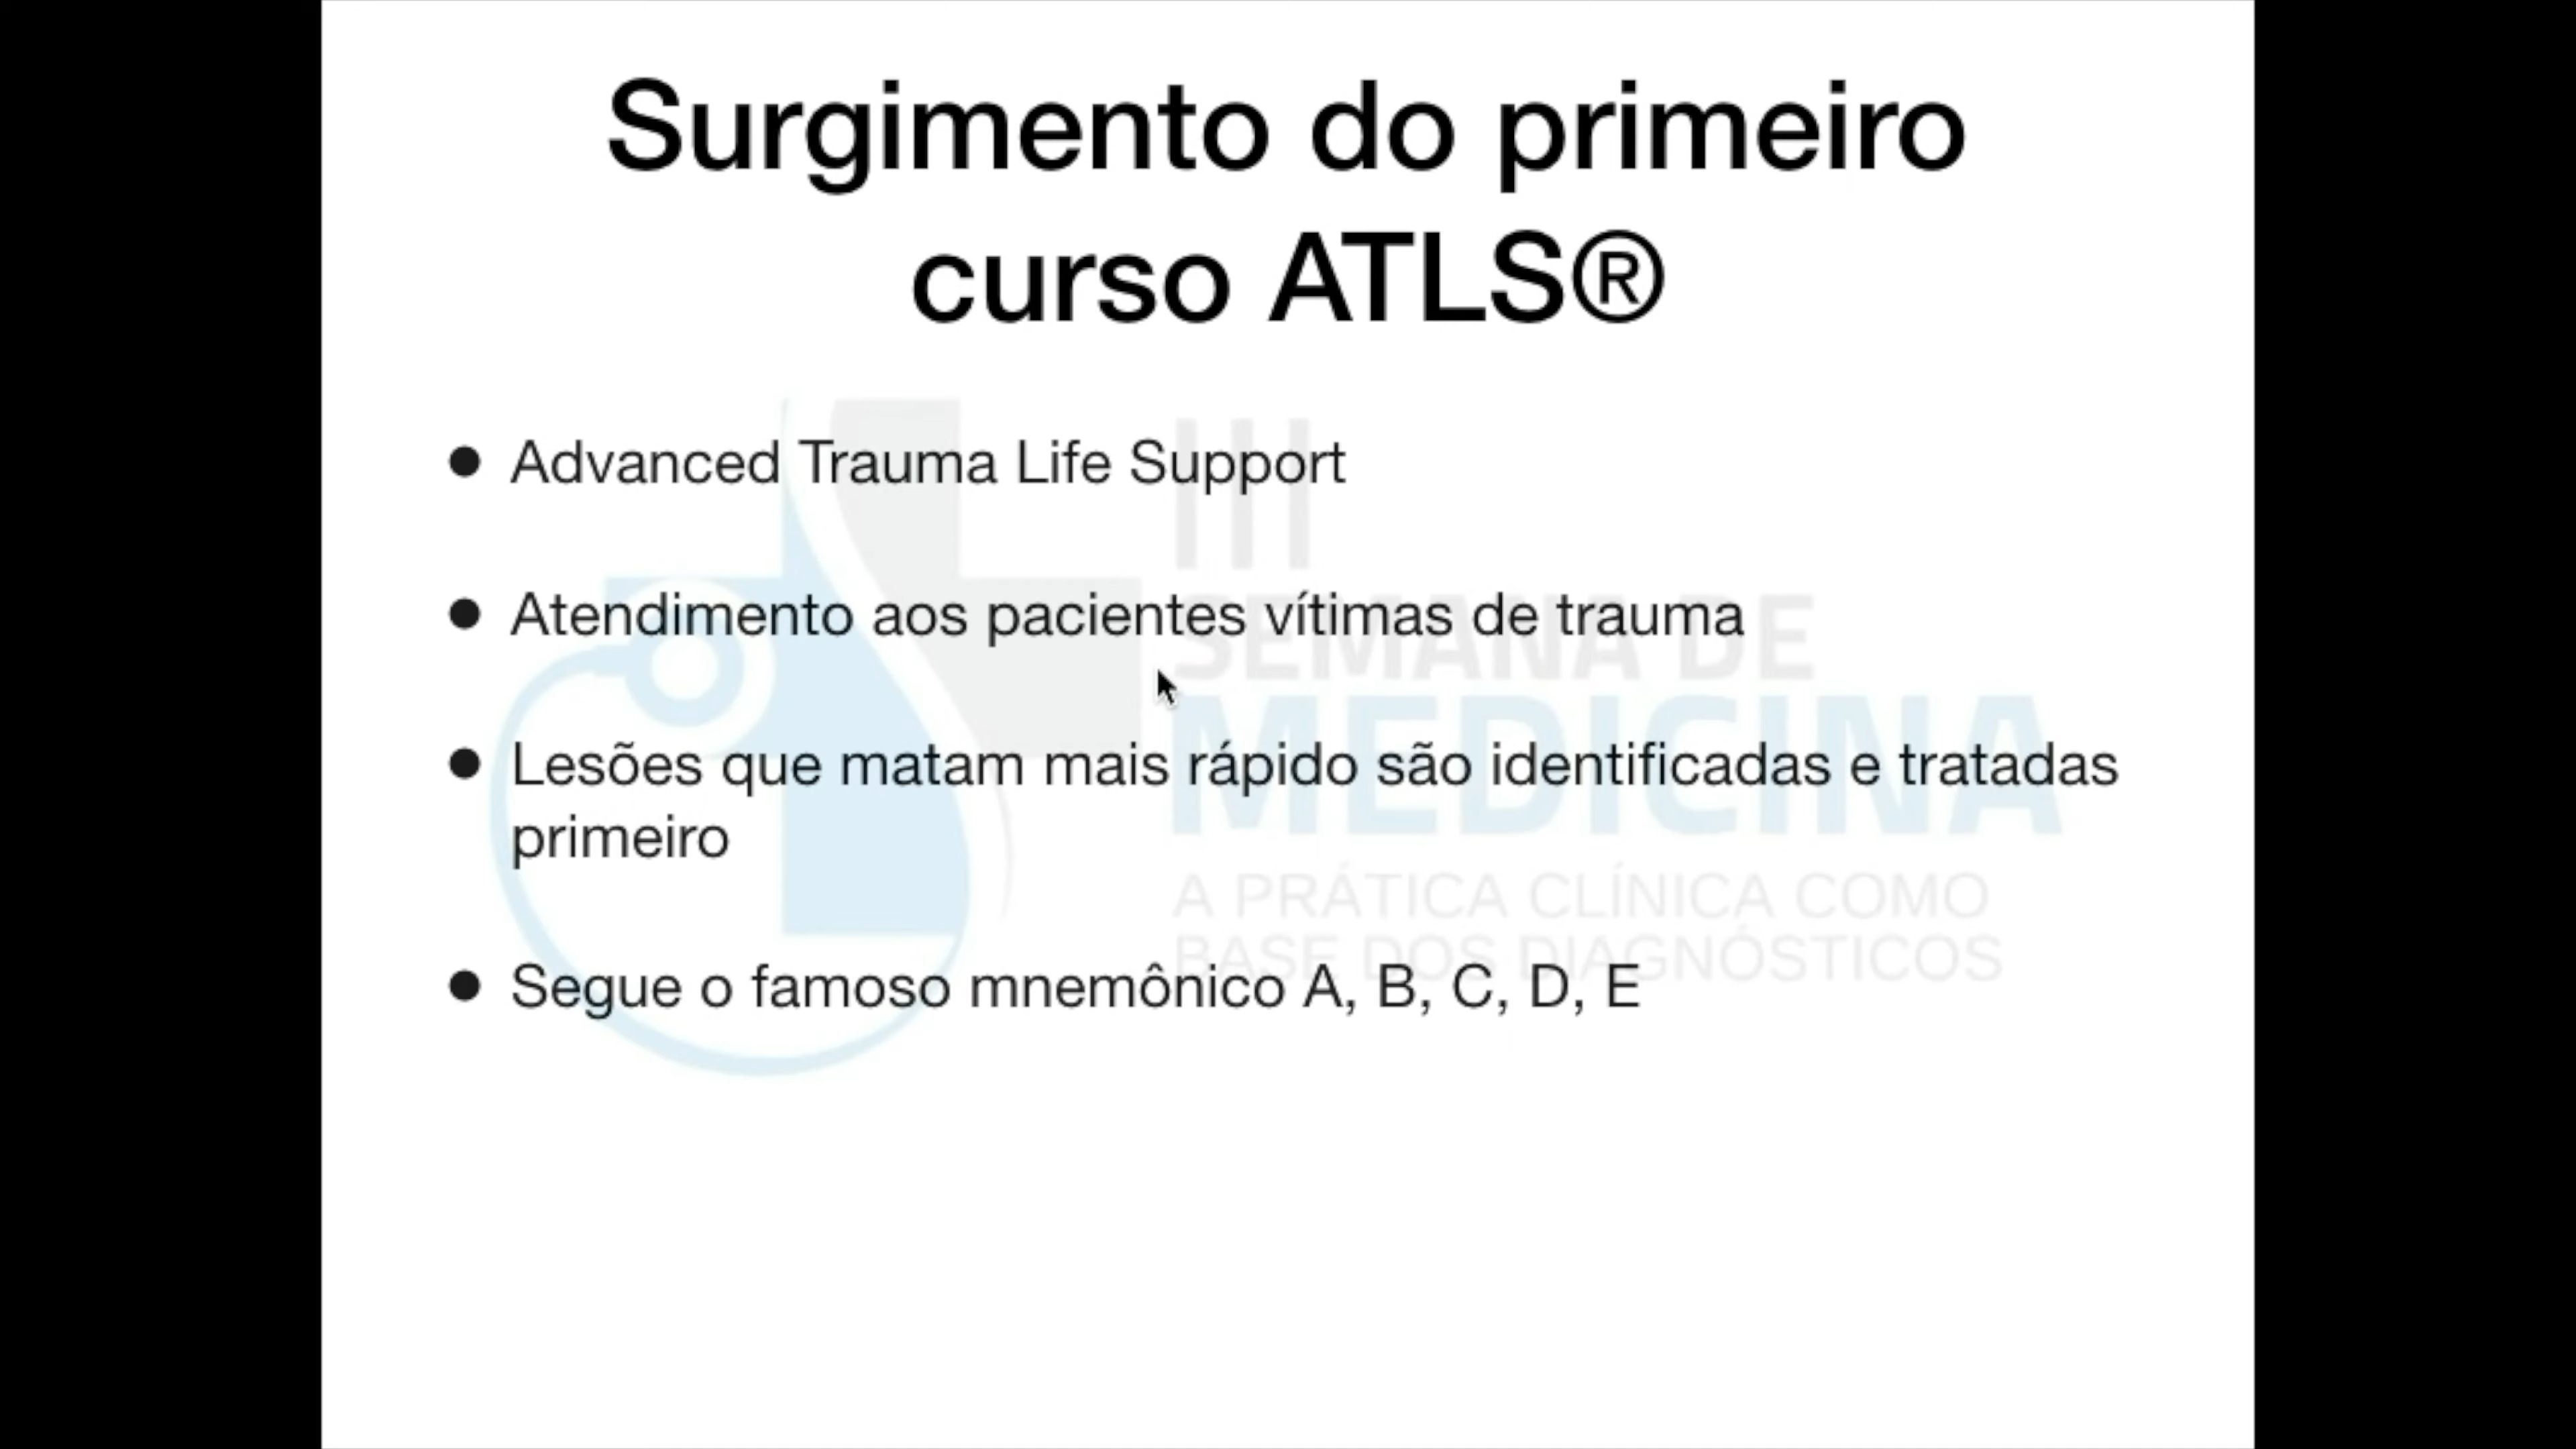 Surgimento do primeiro
curso ATLS®
● Advanced Trauma Life Support
● Atendimento aos pacientes vítimas de trauma
● Lesões que matam mais rápido são identificadas e tratadas
primeiro
● Segue o famoso mnemônico A, B, C, D, E
III
SEMANA DE
MEDICINA
A PRÁTICA CLÍNICA COMO
BASE DOS DIAGNÓSTICOS